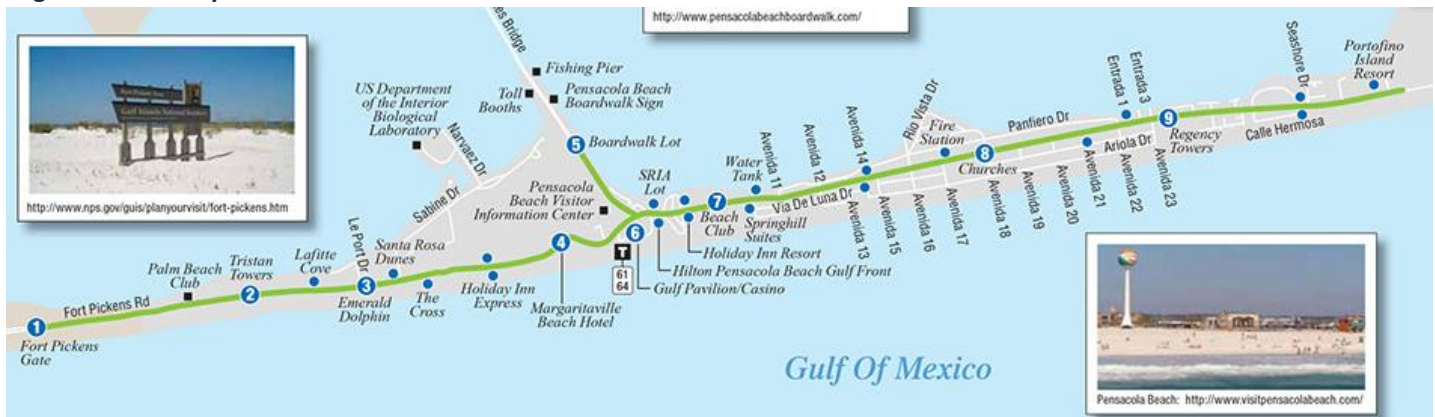 http://www.pensacolabeachboardwalk.com/
es Bridge
Fishing Pier
Toll
Booths
Pensacola Beach
Boardwalk Sign
US Department
of the Interior
Biological
Laboratory
Narvaez Dr
Sabine Dr
5
Boardwalk Lot
http://www.nps.gov/guis/planyourvisit/fort-pickens.htm
Pensacola
Beach Visitor
Information Center
SRIA
Lot
Water
Tank
Avenida 11
Avenida 12
Avenida 14
Rio Vista Dr
Fire
Station
Panfiero Dr
Entrada 1
Entrada 3
Seashore Dr
Portofino
Island
Resort
9
Regency
Towers
Calle Hermosa
Ariola Dr
8
Churches
7
Beach
Club
Via De Luna Dr
Springhill
Suites
Avenida 13
Avenida 15
Avenida 16
Avenida 17
Avenida 18
Avenida 19
Avenida 20
Avenida 21
Avenida 22
Avenida 23
Holiday Inn Resort
Hilton Pensacola Beach Gulf Front
6
Gulf Pavilion/Casino
T
61
64
4
Margaritaville
Beach Hotel
Holiday Inn
Express
The
Cross
Santa Rosa
Dunes
Le Port Dr
3
Emerald
Dolphin
Lafitte
Cove
Tristan
Towers
2
Palm Beach
Club
Fort Pickens Rd
1
Fort Pickens
Gate
Gulf Of Mexico
Pensacola Beach: http://www.visitpensacolabeach.com/